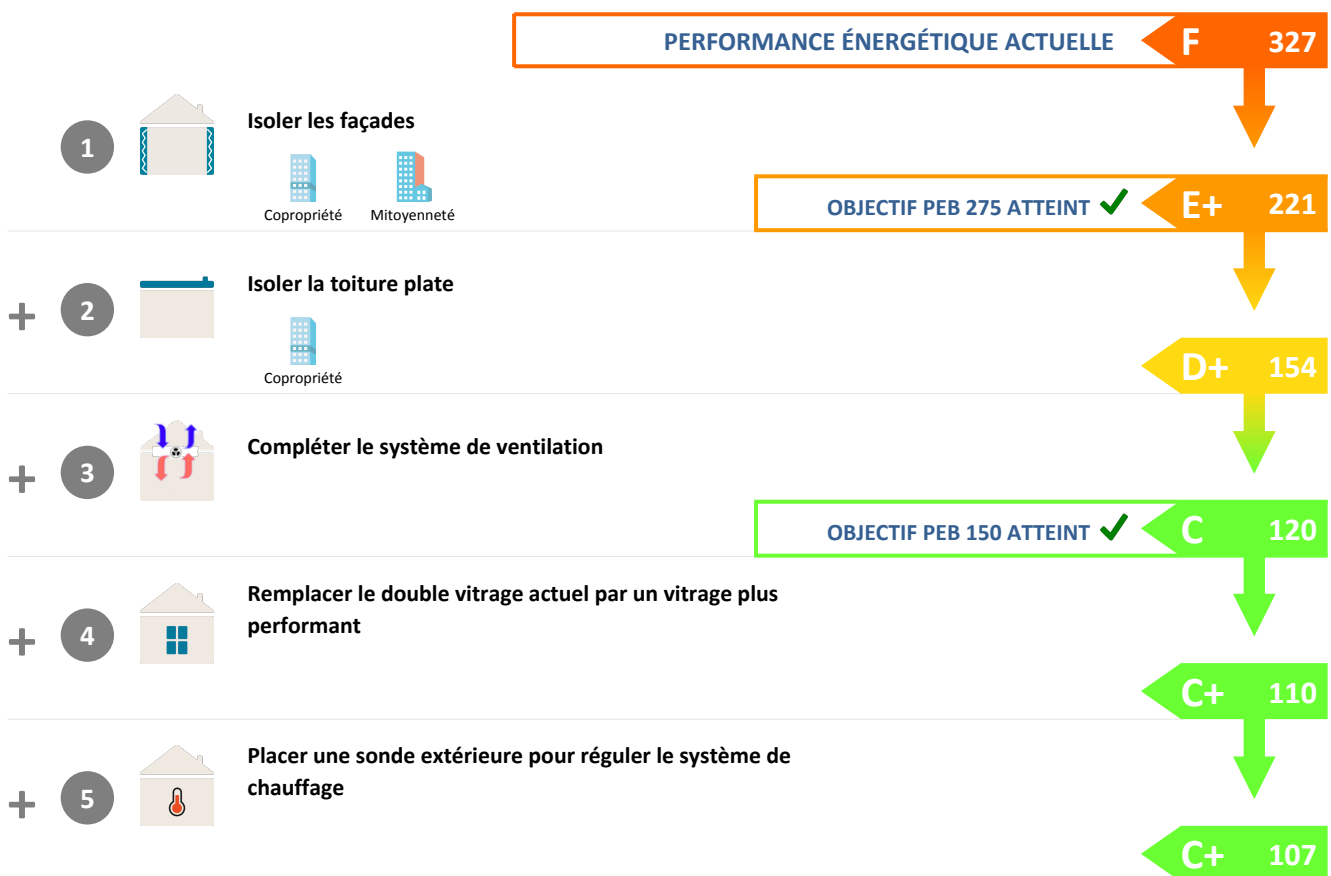 PERFORMANCE ÉNERGÉTIQUE ACTUELLE F 327
1 Isoler les façades
Copropriété Mitoyenneté
OBJECTIF PEB 275 ATTEINT ✔ E+ 221
+ 2 Isoler la toiture plate
Copropriété
D+ 154
+ 3 Compléter le système de ventilation
OBJECTIF PEB 150 ATTEINT ✔ C 120
+ 4 Remplacer le double vitrage actuel par un vitrage plus
performant
C+ 110
+ 5 Placer une sonde extérieure pour réguler le système de
chauffage
C+ 107